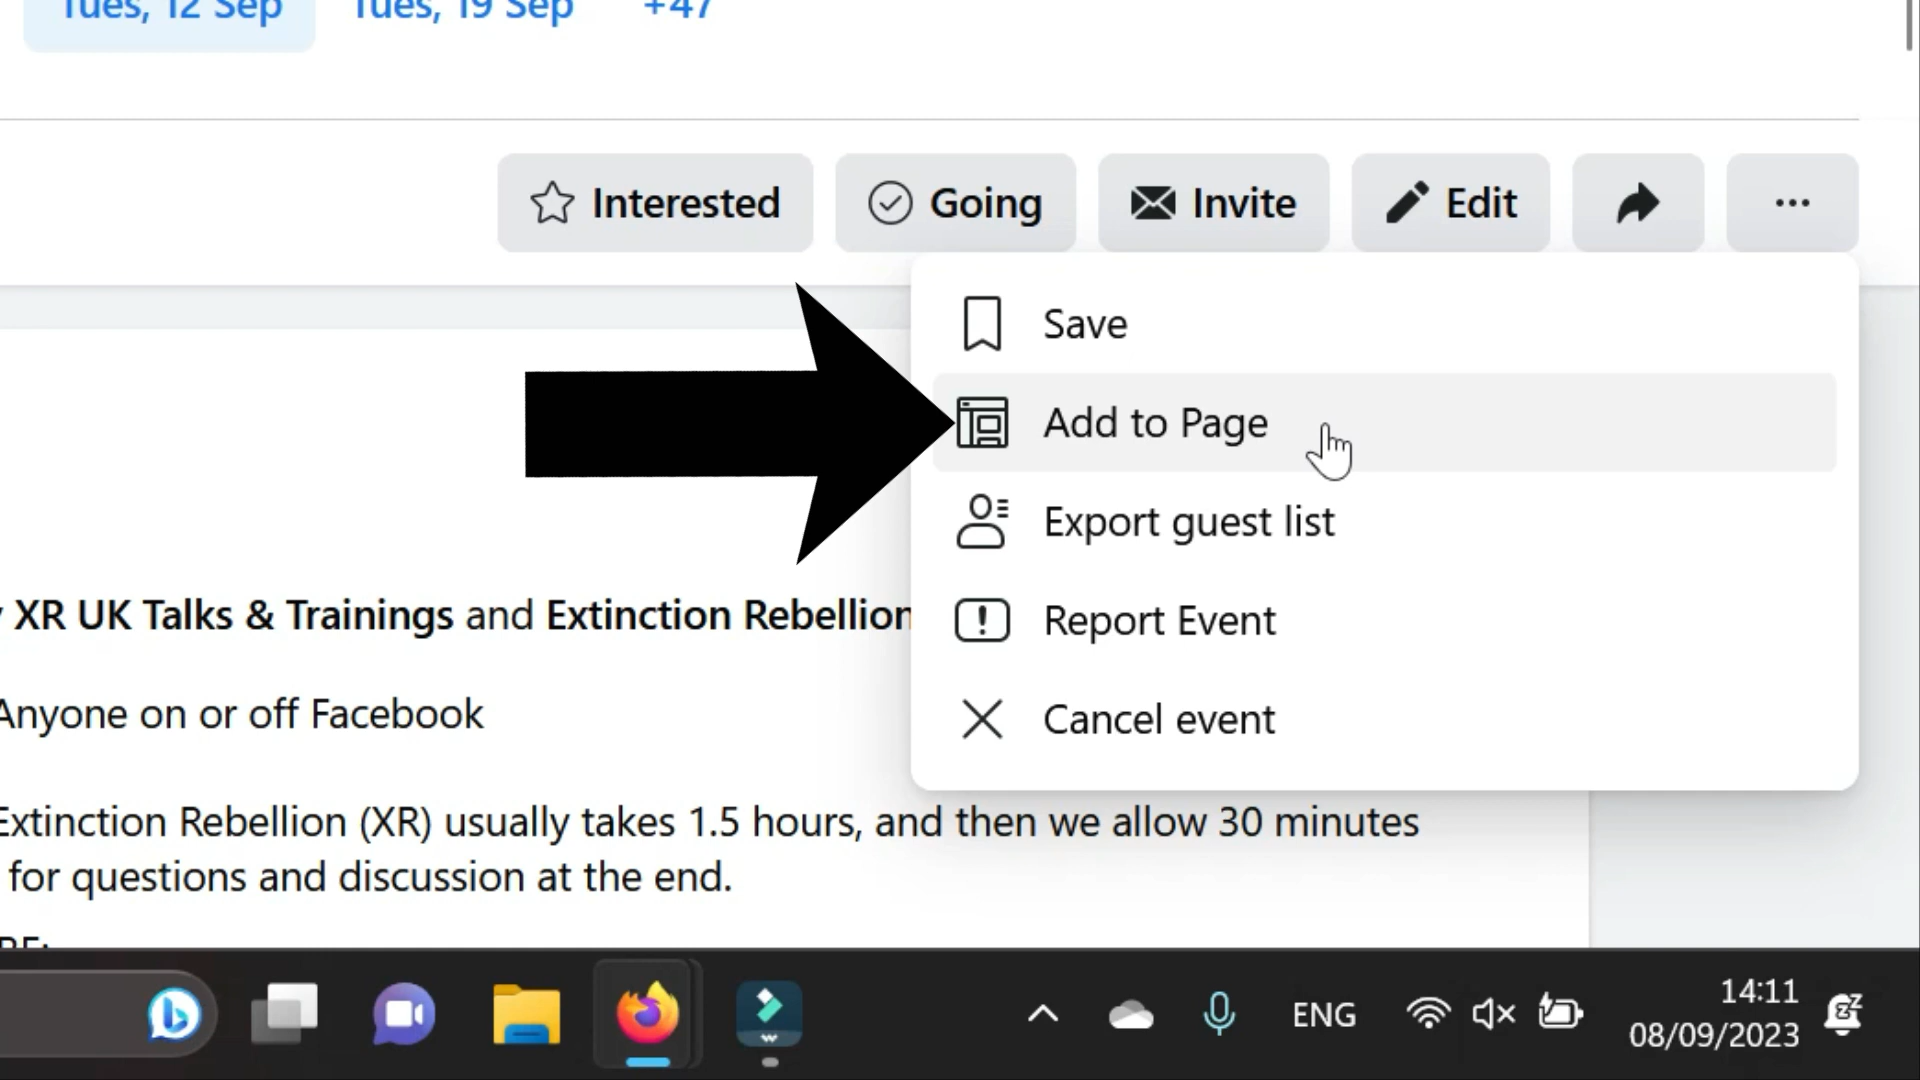 Tues, 12 Sep
Tues, 19 Sep
+47
Interested
Going
Invite
Edit
Save
Add to Page
Export guest list
Report Event
Cancel event
XR UK Talks & Trainings and Extinction Rebellion
Anyone on or off Facebook
Extinction Rebellion (XR) usually takes 1.5 hours, and then we allow 30 minutes
for questions and discussion at the end.
ENG
14:11
08/09/2023